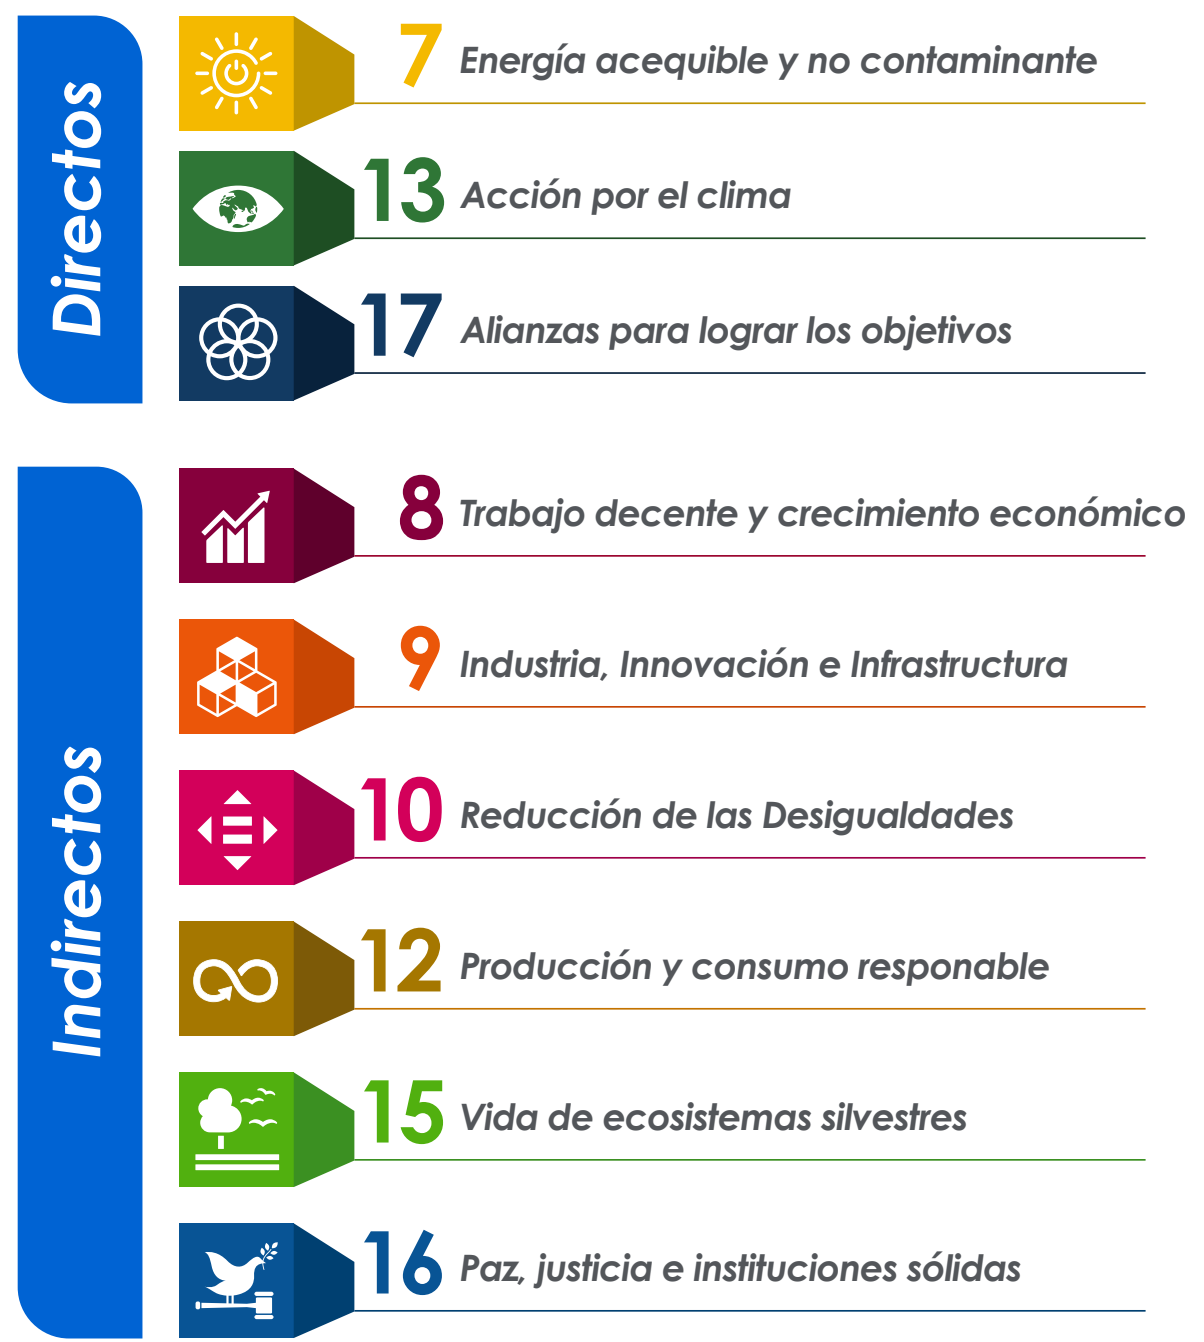 Directos
7 Energía acequible y no contaminante
13 Acción por el clima
17 Alianzas para lograr los objetivos
Indirectos
8 Trabajo decente y crecimiento económico
9 Industria, Innovación e Infrastructura
10 Reducción de las Desigualdades
12 Producción y consumo responable
15 Vida de ecosistemas silvestres
16 Paz, justicia e instituciones sólidas